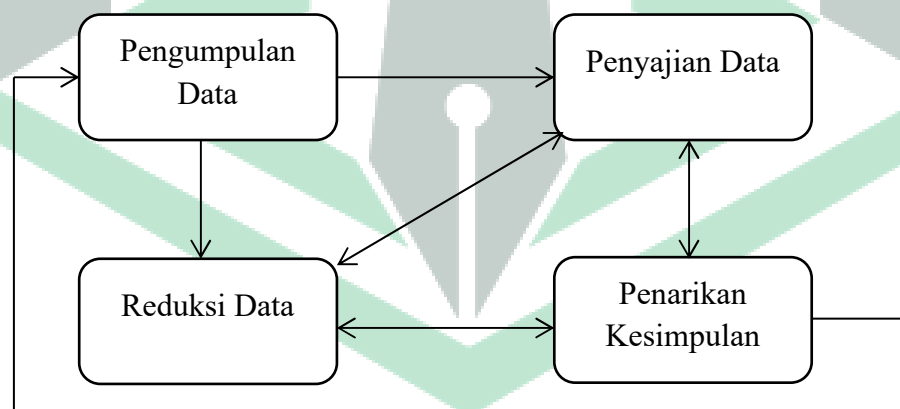 Pengumpulan
Data
Penyajian Data
Reduksi Data
Penarikan
Kesimpulan